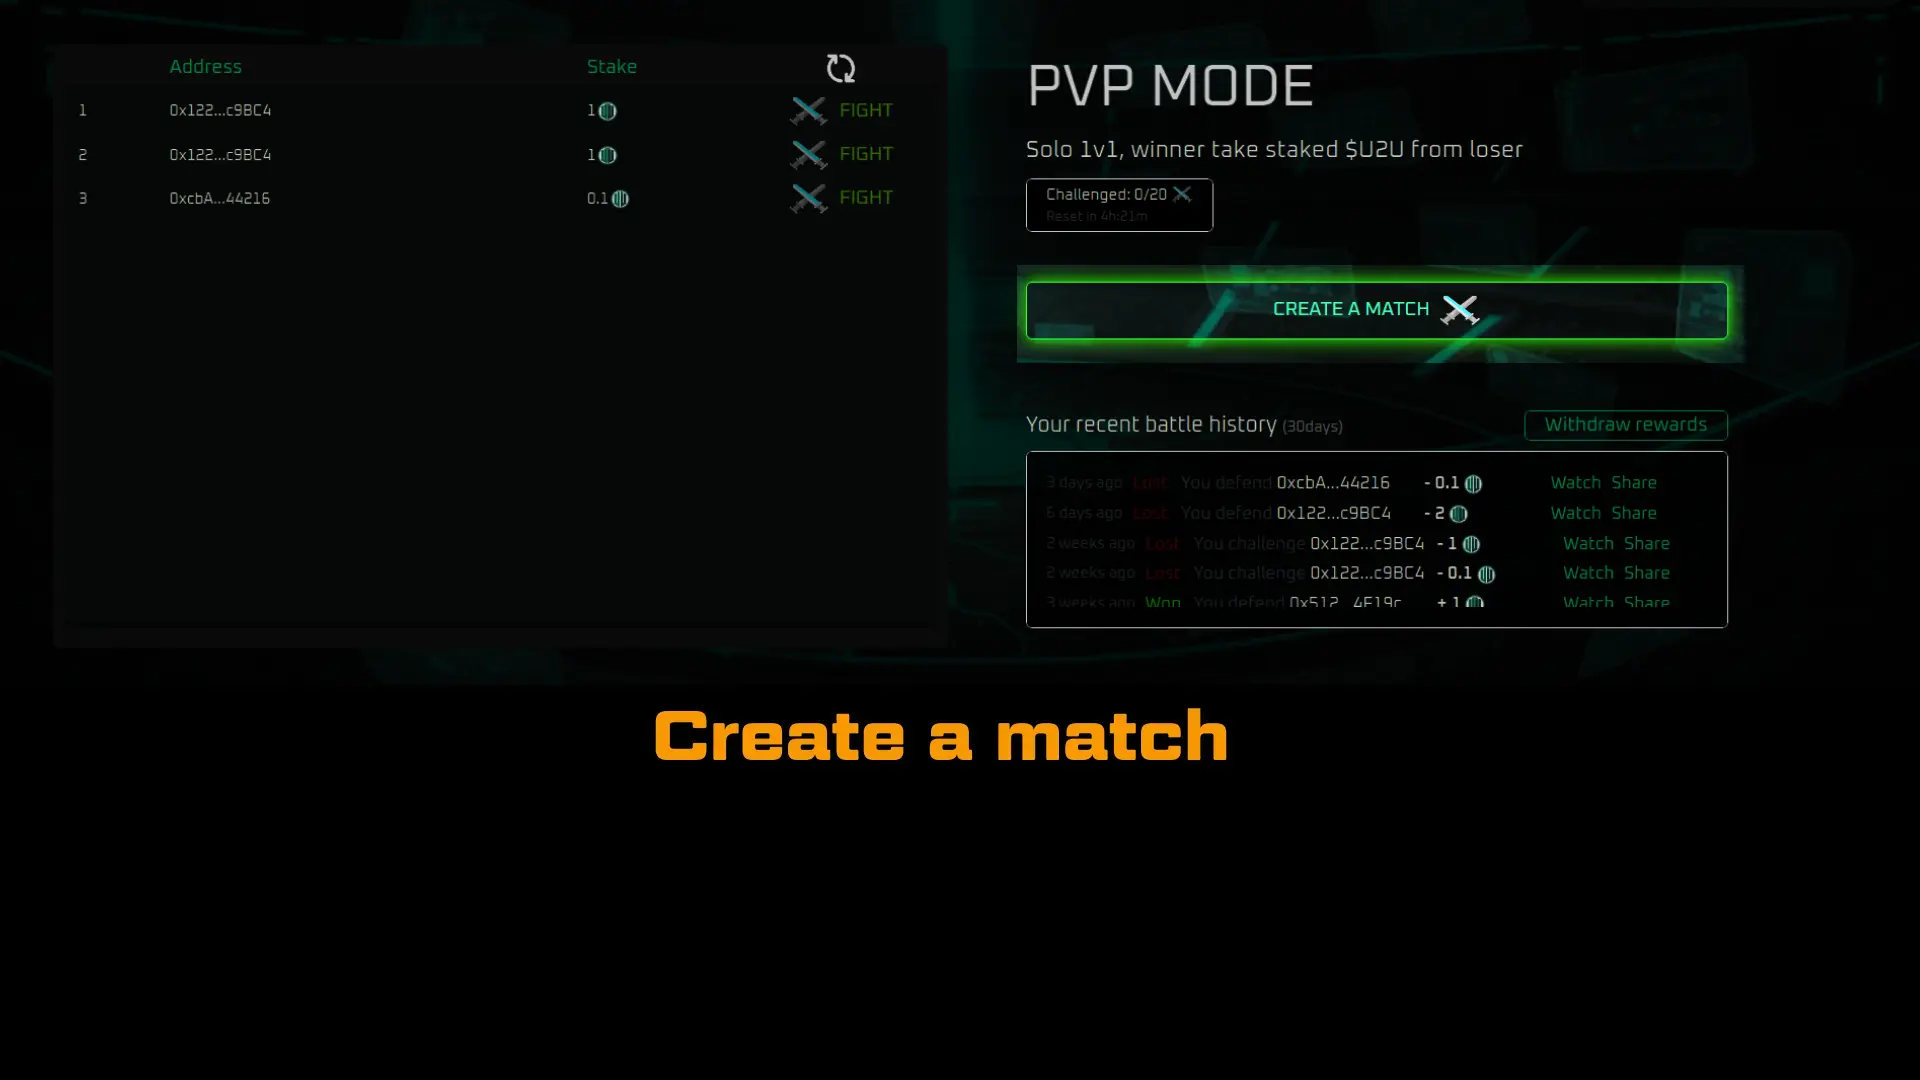 Address Stake
1 0x122...c9BC4 1 FIGHT
2 0x122...c9BC4 1 FIGHT
3 0xcbA...44216 0.1 FIGHT
PVP MODE
Solo 1v1, winner take staked $U2U from loser
Challenged: 0/20
Reset in 4h:21m
CREATE A MATCH
Your recent battle history (30days) Withdraw rewards
3 days ago Lost You defend 0xcbA...44216 - 0.1 Watch Share
6 days ago Lost You defend 0x122...c9BC4 - 2 Watch Share
2 weeks ago Lost You challenge 0x122...c9BC4 - 1 Watch Share
2 weeks ago Lost You challenge 0x122...c9BC4 - 0.1 Watch Share
3 weeks ago Won You defend 0x512...4F19c + 1 Watch Share
Create a match